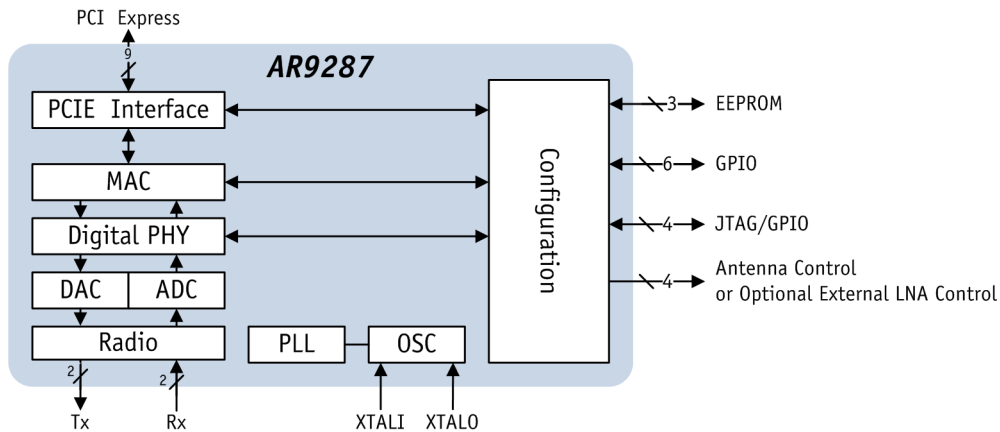 PCI Express
9
AR9287
PCIE Interface
3
EEPROM
6
GPIO
MAC
Configuration
Digital PHY
4
JTAG/GPIO
DAC
ADC
4
Antenna Control
or Optional External LNA Control
Radio
PLL
OSC
2
2
Tx
Rx
XTALI
XTALO